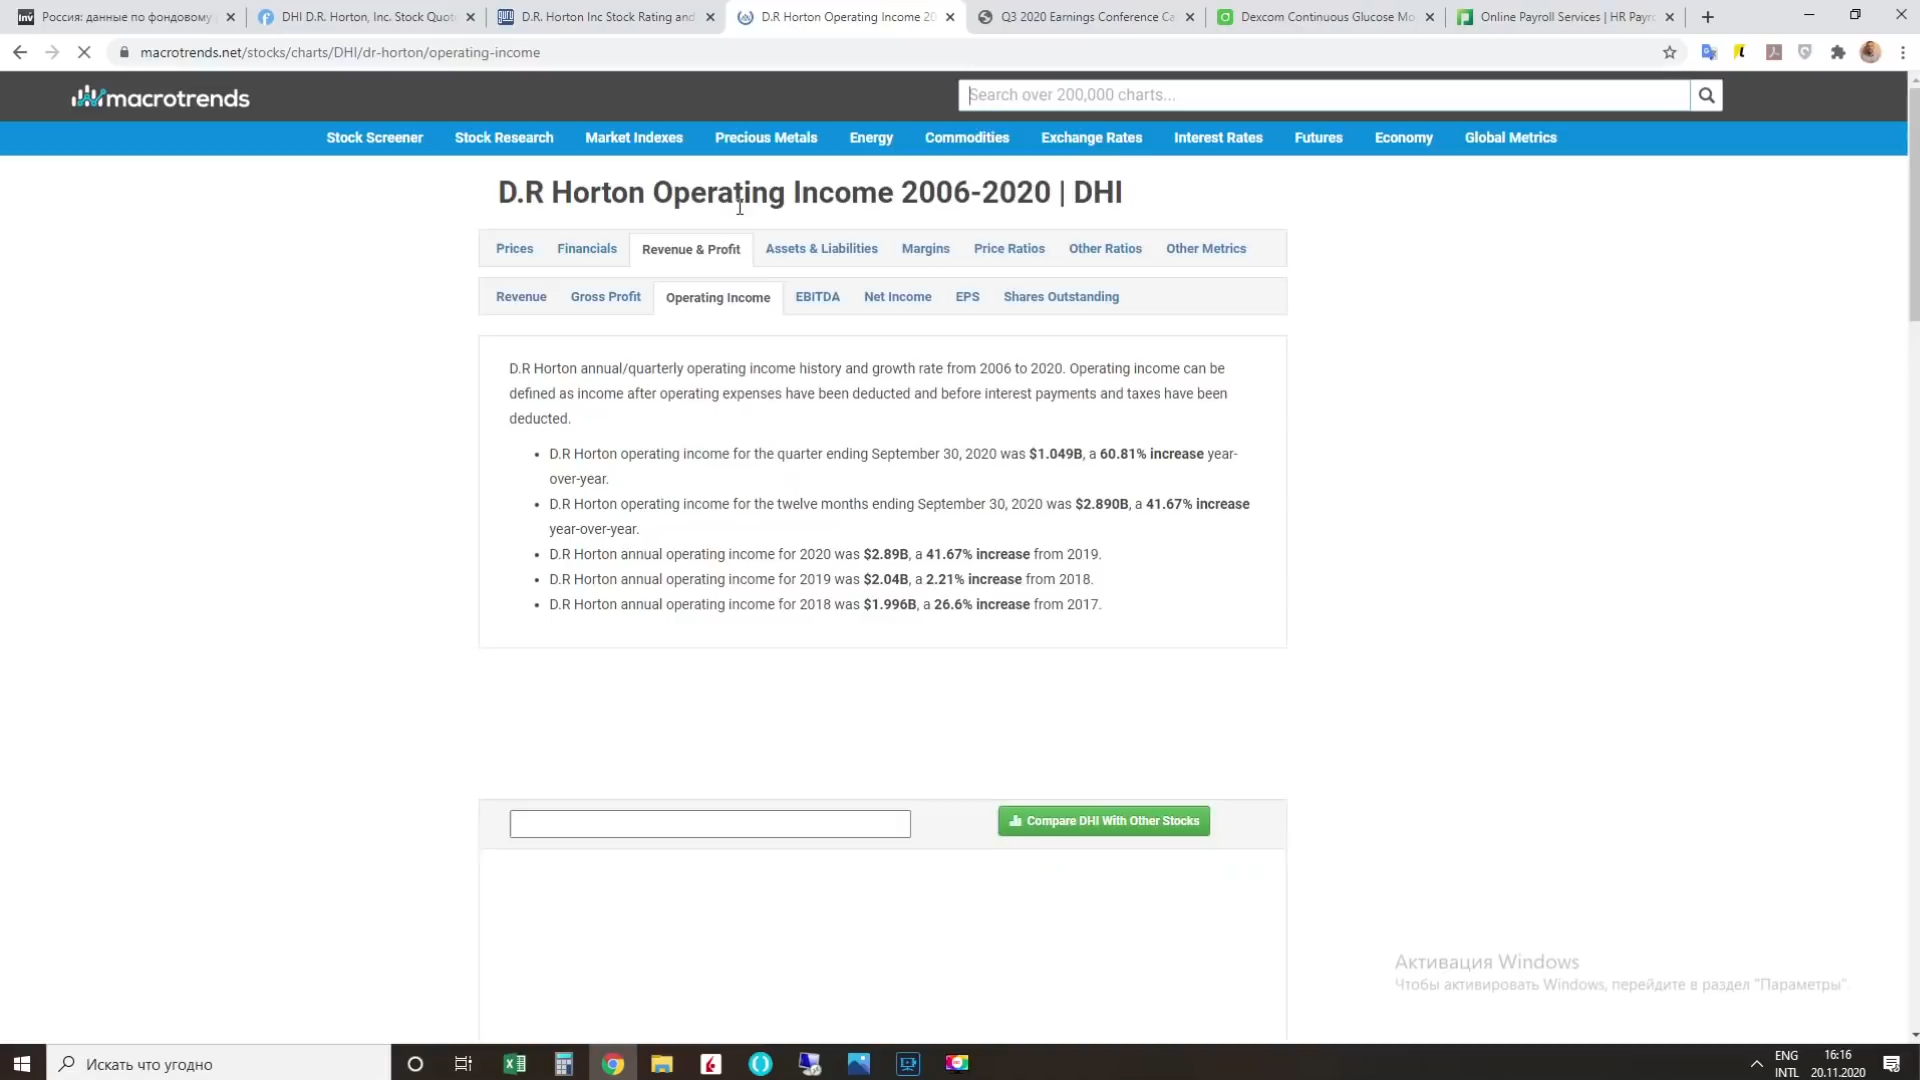 Россия: данные по фондовому
DHI D.R. Horton, Inc. Stock Quot
D.R. Horton Inc Stock Rating and
D.R Horton Operating Income 20
Q3 2020 Earnings Conference Ca
Dexcom Continuous Glucose Mo
Online Payroll Services | HR Payr
macrotrends.net/stocks/charts/DHI/dr-horton/operating-income
macrotrends
Search over 200,000 charts...
Stock Screener Stock Research Market Indexes Precious Metals Energy Commodities Exchange Rates Interest Rates Futures Economy Global Metrics
D.R Horton Operating Income 2006-2020 | DHI
Prices Financials Revenue & Profit Assets & Liabilities Margins Price Ratios Other Ratios Other Metrics
Revenue Gross Profit Operating Income EBITDA Net Income EPS Shares Outstanding
D.R Horton annual/quarterly operating income history and growth rate from 2006 to 2020. Operating income can be
defined as income after operating expenses have been deducted and before interest payments and taxes have been
deducted.
• D.R Horton operating income for the quarter ending September 30, 2020 was $1.049B, a 60.81% increase year-
over-year.
• D.R Horton operating income for the twelve months ending September 30, 2020 was $2.890B, a 41.67% increase
year-over-year.
• D.R Horton annual operating income for 2020 was $2.89B, a 41.67% increase from 2019.
• D.R Horton annual operating income for 2019 was $2.04B, a 2.21% increase from 2018.
• D.R Horton annual operating income for 2018 was $1.996B, a 26.6% increase from 2017.
Compare DHI With Other Stocks
Активация Windows
Чтобы активировать Windows, перейдите в раздел "Параметры".
Искать что угодно
ENG
INTL
16:16
20.11.2020